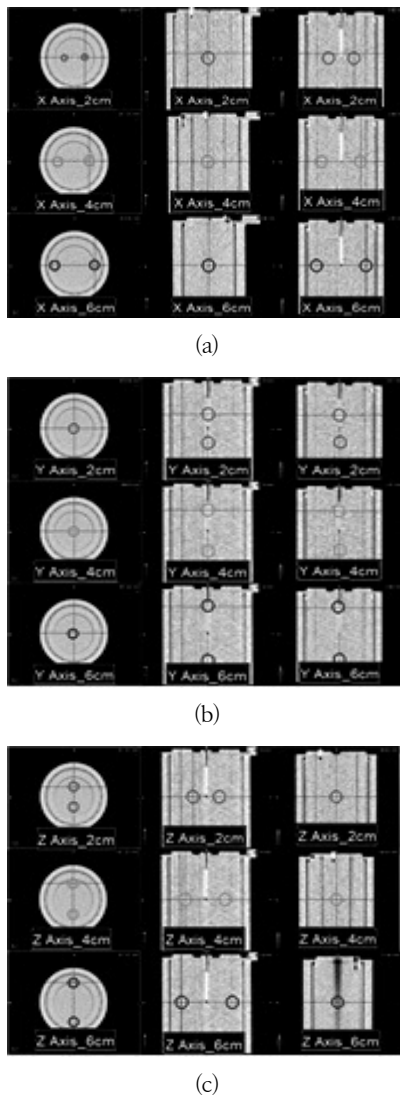 X Axis_2cm X Axis_2cm X Axis_2cm
X Axis_4cm X Axis_4cm X Axis_4cm
X Axis_6cm X Axis_6cm X Axis_6cm
(a)
Y Axis_2cm Y Axis_2cm Y Axis_2cm
Y Axis_4cm Y Axis_4cm Y Axis_4cm
Y Axis_6cm Y Axis_6cm Y Axis_6cm
(b)
Z Axis_2cm Z Axis_2cm Z Axis_2cm
Z Axis_4cm Z Axis_4cm Z Axis_4cm
Z Axis_6cm Z Axis_6cm Z Axis_6cm
(c)